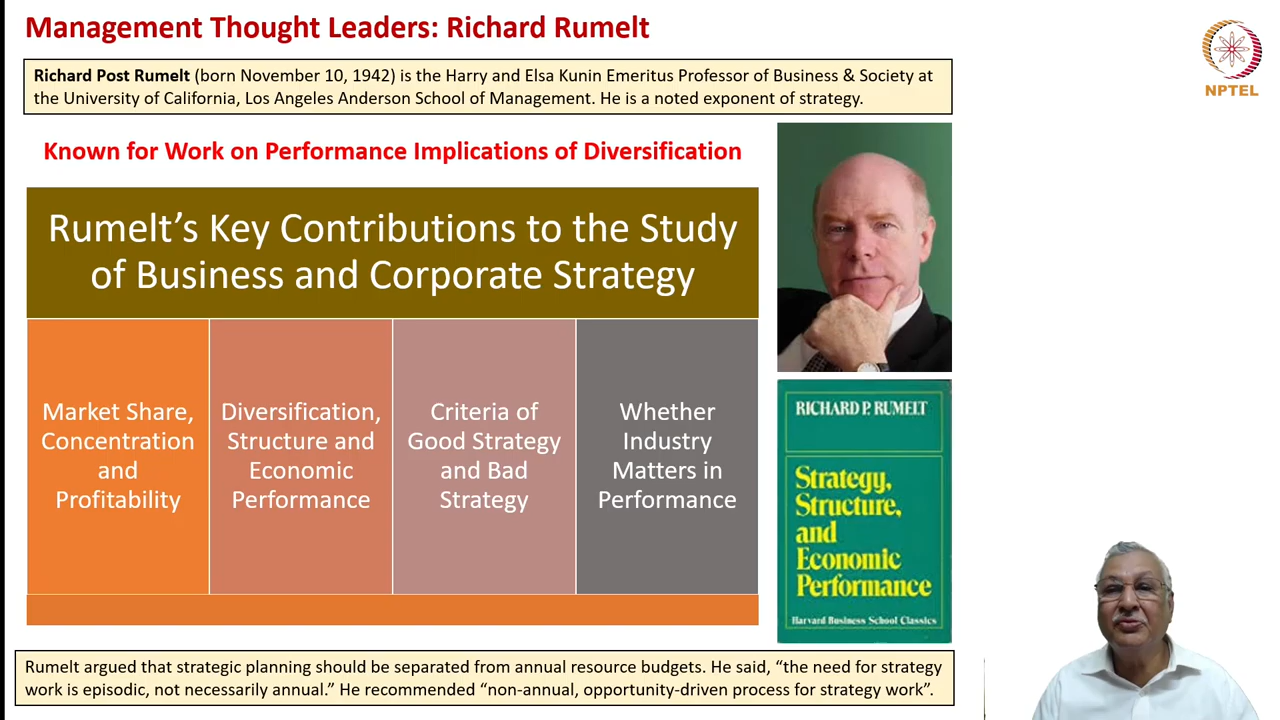 Management Thought Leaders: Richard Rumelt
NPTEL
Richard Post Rumelt (born November 10, 1942) is the Harry and Elsa Kunin Emeritus Professor of Business & Society at
the University of California, Los Angeles Anderson School of Management. He is a noted exponent of strategy.
Known for Work on Performance Implications of Diversification
Rumelt’s Key Contributions to the Study
of Business and Corporate Strategy
Market Share,
Concentration
and
Profitability
Diversification,
Structure and
Economic
Performance
Criteria of
Good Strategy
and Bad
Strategy
Whether
Industry
Matters in
Performance
RICHARD P. RUMELT
Strategy,
Structure,
and
Economic
Performance
Harvard Business School Classics
Rumelt argued that strategic planning should be separated from annual resource budgets. He said, “the need for strategy
work is episodic, not necessarily annual.” He recommended “non-annual, opportunity-driven process for strategy work”.